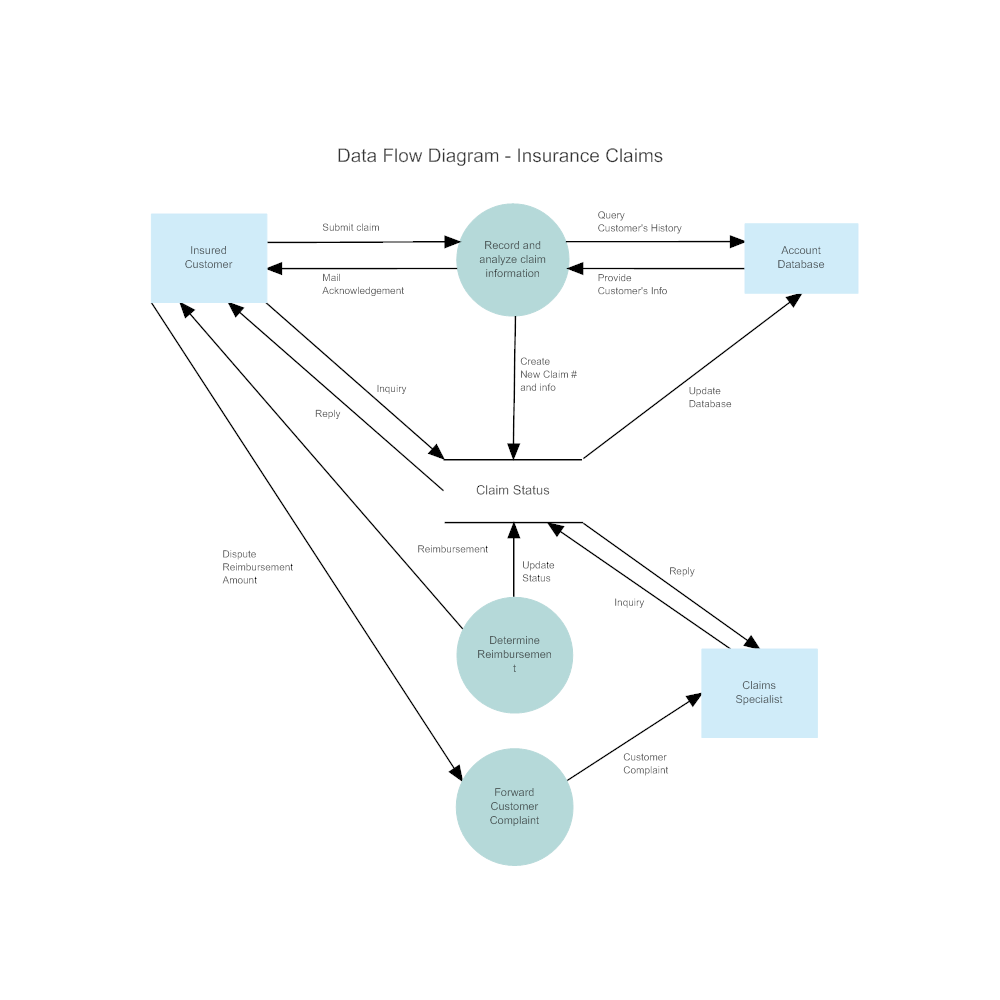 Data Flow Diagram - Insurance Claims
Insured
Customer
Submit claim
Mail
Acknowledgement
Record and
analyze claim
information
Query
Customer's History
Provide
Customer's Info
Account
Database
Create
New Claim #
and info
Inquiry
Reply
Update
Database
Claim Status
Reimbursement
Update
Status
Dispute
Reimbursement
Amount
Reply
Inquiry
Determine
Reimbursemen
t
Claims
Specialist
Customer
Complaint
Forward
Customer
Complaint